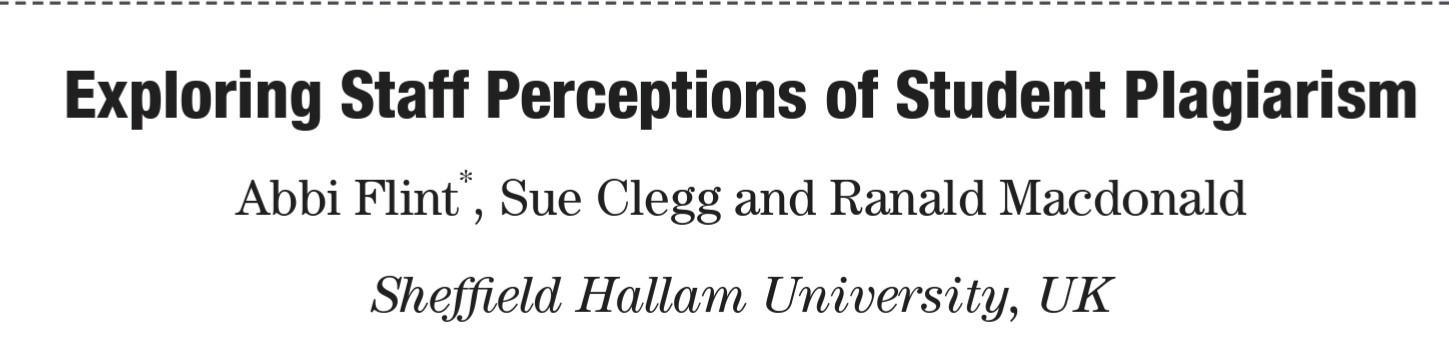 Exploring Staff Perceptions of Student Plagiarism
Abbi Flint*, Sue Clegg and Ranald Macdonald
Sheffield Hallam University, UK